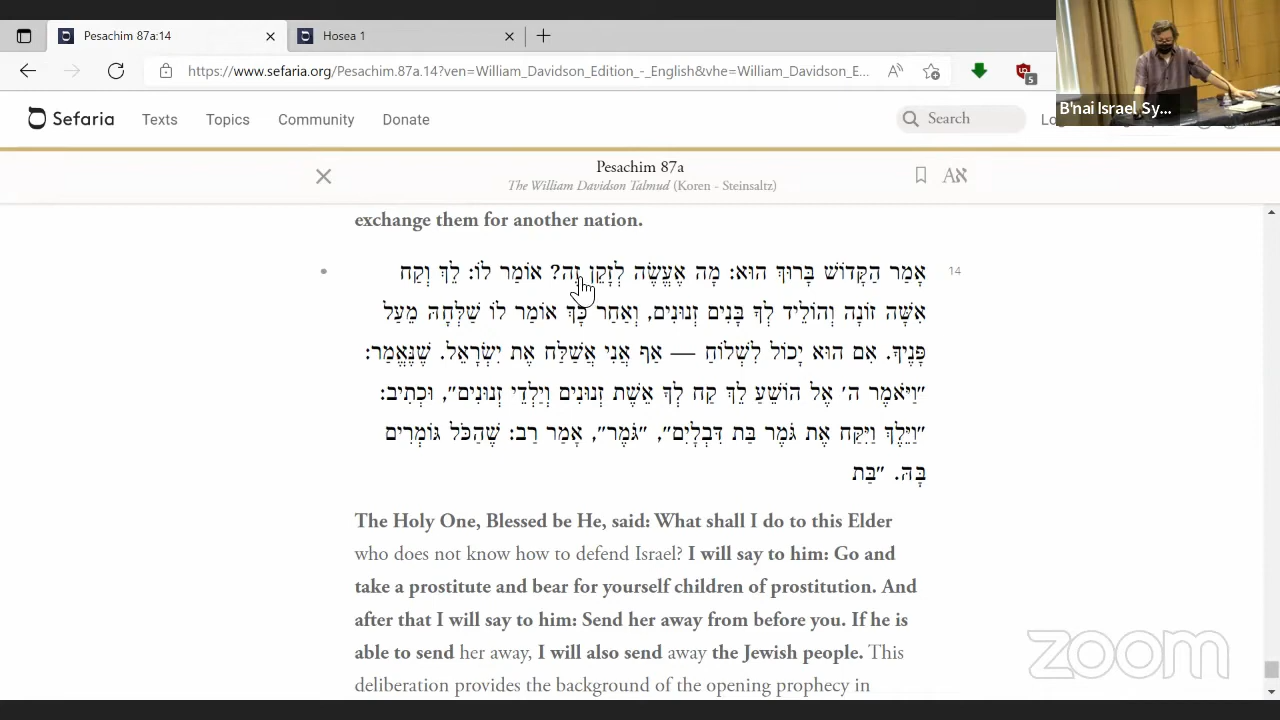 Pesachim 87a:14
Hosea 1
https://www.sefaria.org/Pesachim.87a.14?ven=William_Davidson_Edition_-_English&vhe=William_Davidson_E...
5
B'nai Israel Sy...
Sefaria Texts Topics Community Donate Search
Pesachim 87a
The William Davidson Talmud (Koren - Steinsaltz)
exchange them for another nation.
14
אָמַר הַקָּדוֹשׁ בָּרוּךְ הוּא: מָה אֶעֱשֶׂה לְזָקֵן זֶה? אוֹמַר לוֹ: לֵךְ וְקַח
אִשָּׁה זוֹנָה וְהוֹלִיד לְךָ בָּנִים זְנוּנִים, וְאַחַר כָּךְ אוֹמַר לוֹ שַׁלְּחָהּ מֵעַל
פָּנֶיךָ. אִם הוּא יָכוֹל לִשְׁלוֹחַ — אַף אֲנִי אֲשַׁלַּח אֶת יִשְׂרָאֵל. שֶׁנֶּאֱמַר:
״וַיֹּאמֶר ה׳ אֶל הוֹשֵׁעַ לֵךְ קַח לְךָ אֵשֶׁת זְנוּנִים וְיַלְדֵי זְנוּנִים״, וּכְתִיב:
״וַיֵּלֶךְ וַיִּקַּח אֶת גֹּמֶר בַּת דִּבְלָיִם״, ״גֹּמֶר״, אָמַר רַב: שֶׁהַכֹּל גּוֹמְרִים
בָּהּ. ״בַּת
The Holy One, Blessed be He, said: What shall I do to this Elder
who does not know how to defend Israel? I will say to him: Go and
take a prostitute and bear for yourself children of prostitution. And
after that I will say to him: Send her away from before you. If he is
able to send her away, I will also send away the Jewish people. This
deliberation provides the background of the opening prophecy in
zoom